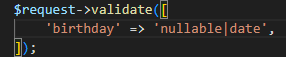 $request->validate([
    'birthday' => 'nullable|date',
]);